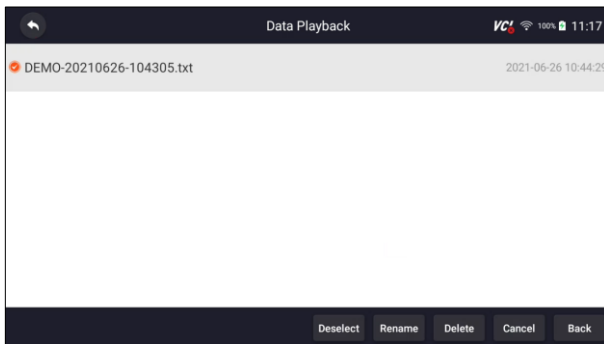 Data Playback VCI 100% 11:17
DEMO-20210626-104305.txt 2021-06-26 10:44:29
Deselect Rename Delete Cancel Back